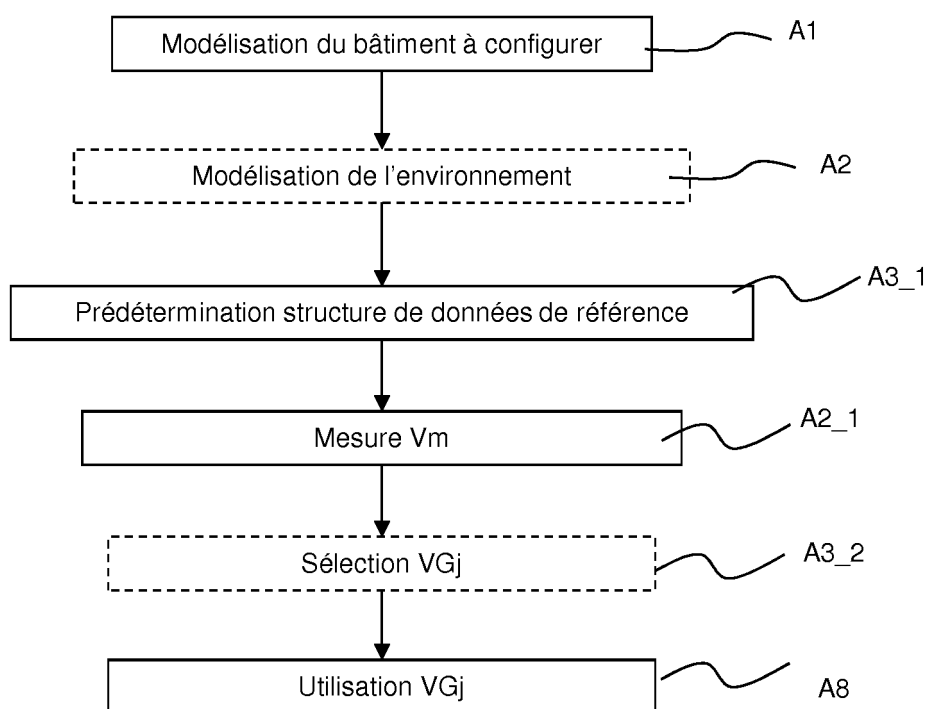 Modélisation du bâtiment à configurer
A1
Modélisation de l'environnement
A2
Prédétermination structure de données de référence
A3_1
Mesure Vm
A2_1
Sélection VGj
A3_2
Utilisation VGj
A8